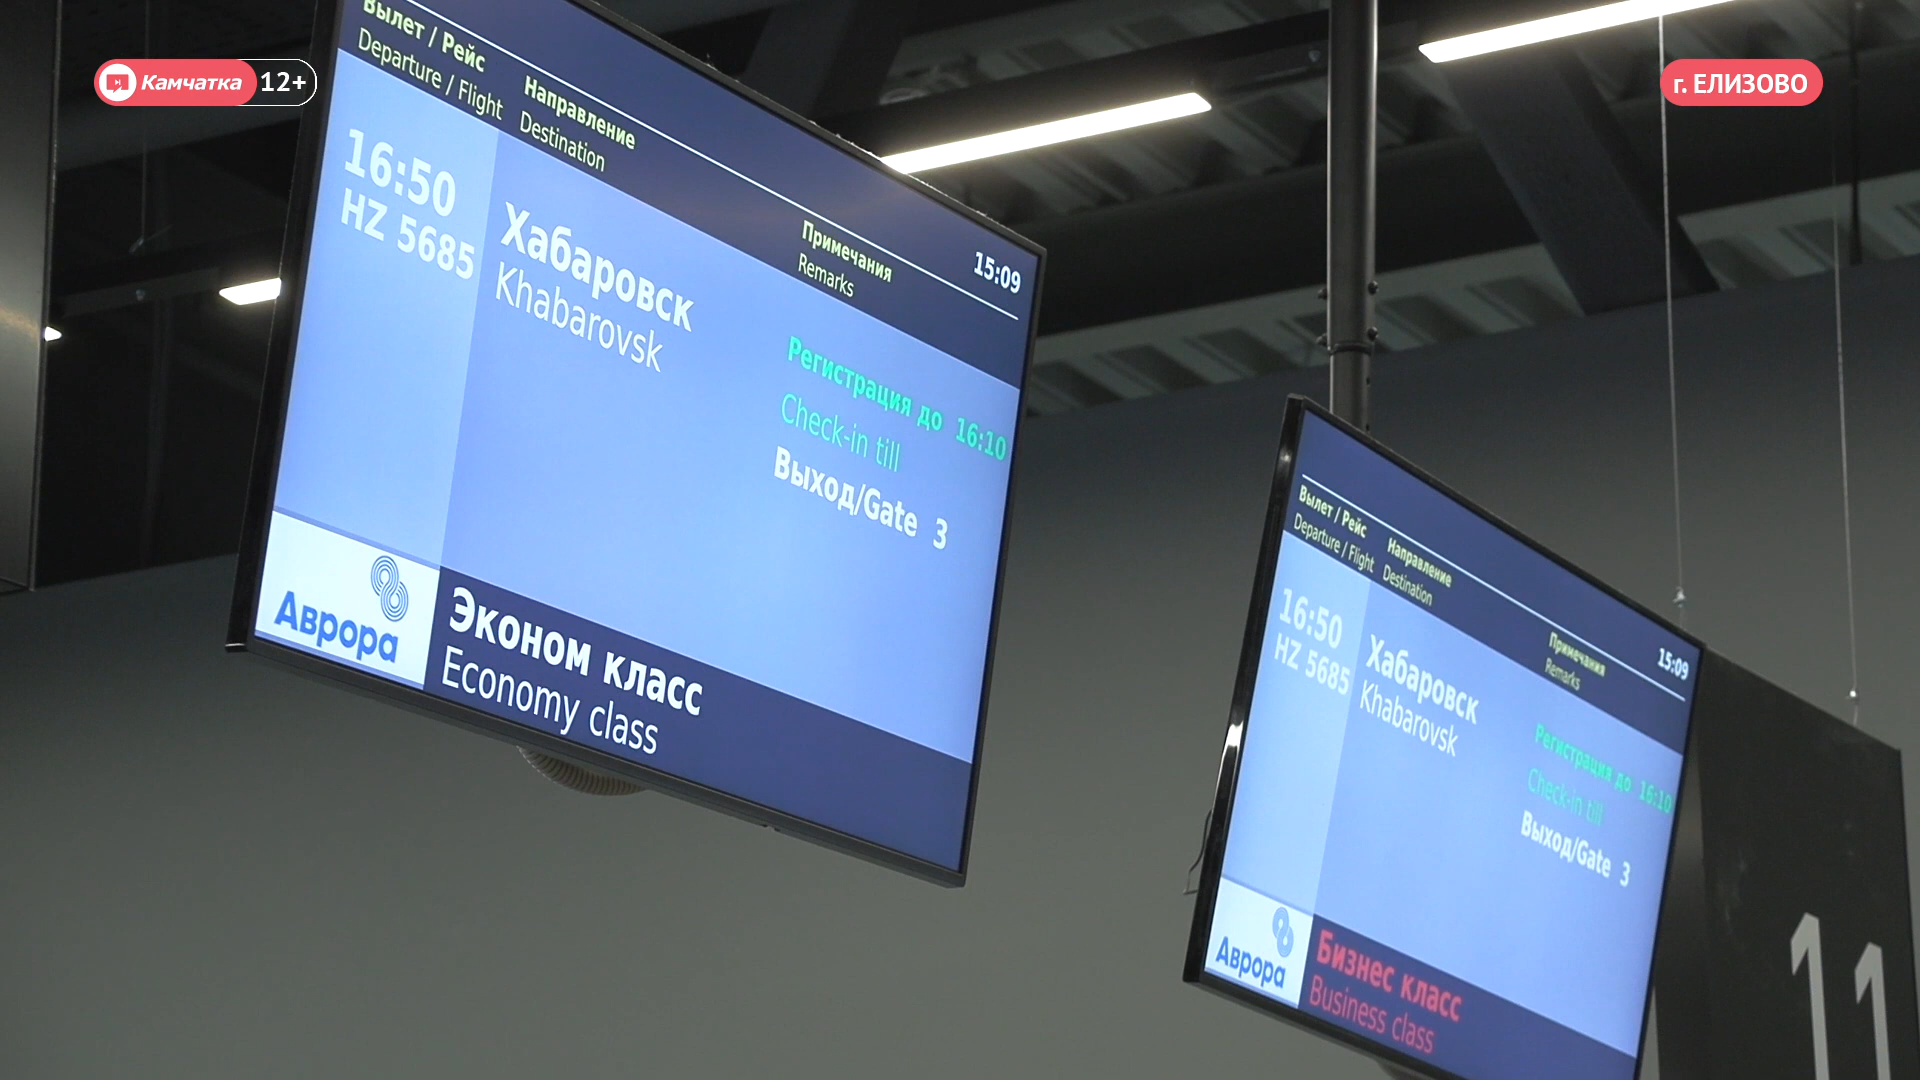 Камчатка 12+
г. ЕЛИЗОВО
Вылет / Рейс
Departure / Flight
Направление
Destination
Примечания
Remarks
15:09
16:50
HZ 5685
Хабаровск
Khabarovsk
Регистрация до 16:10
Check-in till
Выход/Gate 3
Аврора
Эконом класс
Economy class
Вылет / Рейс
Departure / Flight
Направление
Destination
Примечания
Remarks
15:09
16:50
HZ 5685
Хабаровск
Khabarovsk
Регистрация до 16:10
Check-in till
Выход/Gate 3
Аврора
Бизнес класс
Business class
11